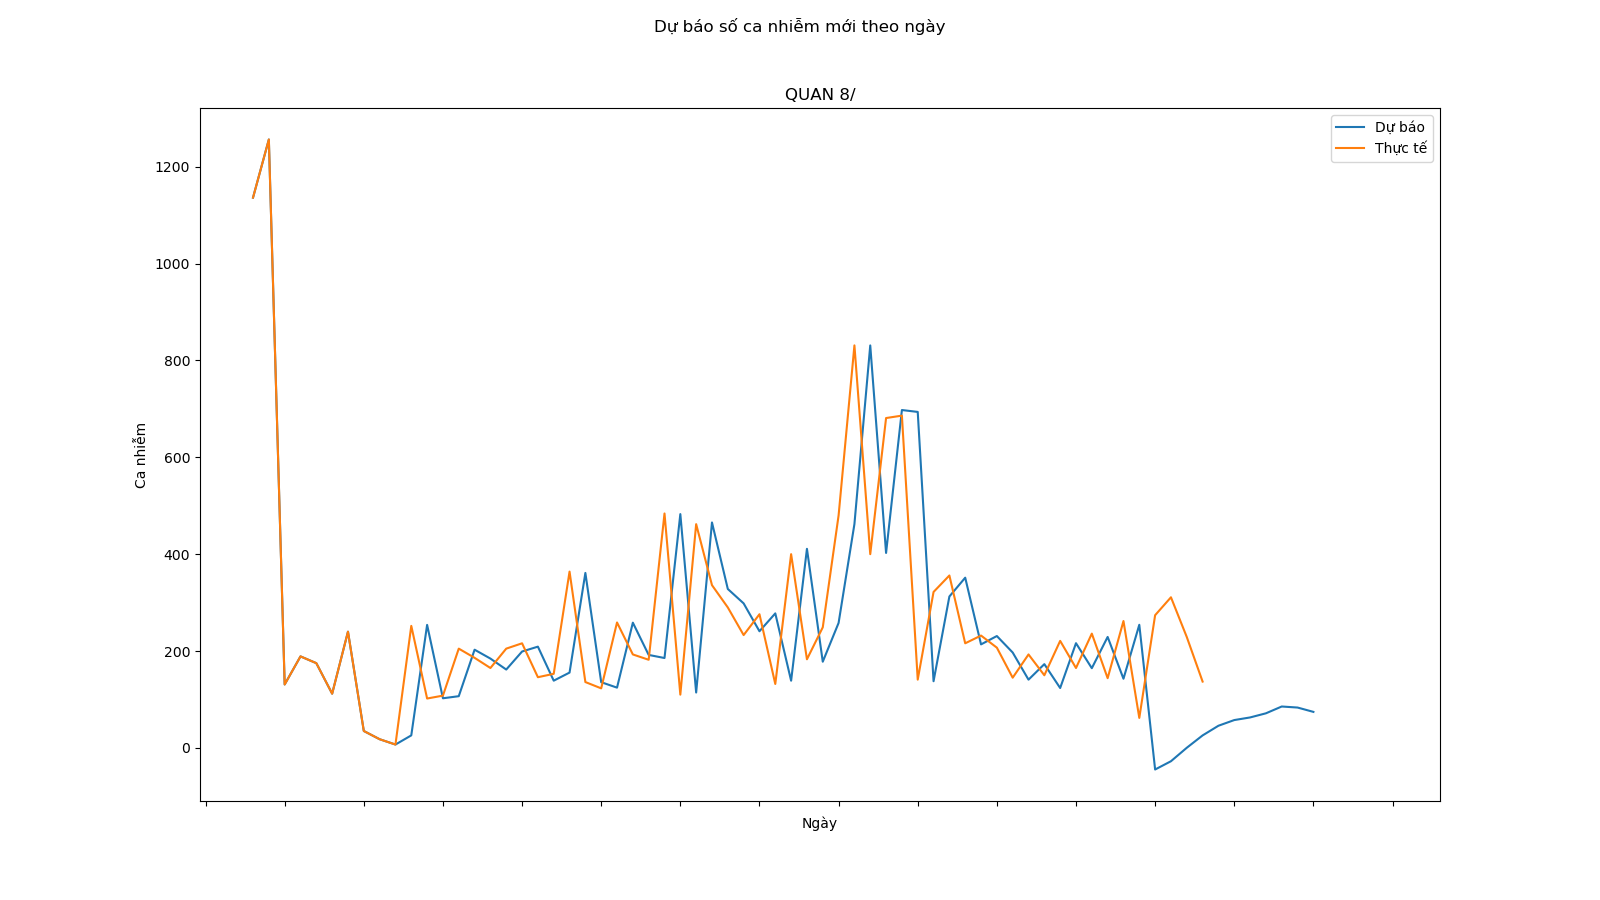 Dự báo số ca nhiễm mới theo ngày
QUAN 8/
Dự báo
Thực tế
1200
1000
800
600
400
200
0
Ca nhiễm
Ngày